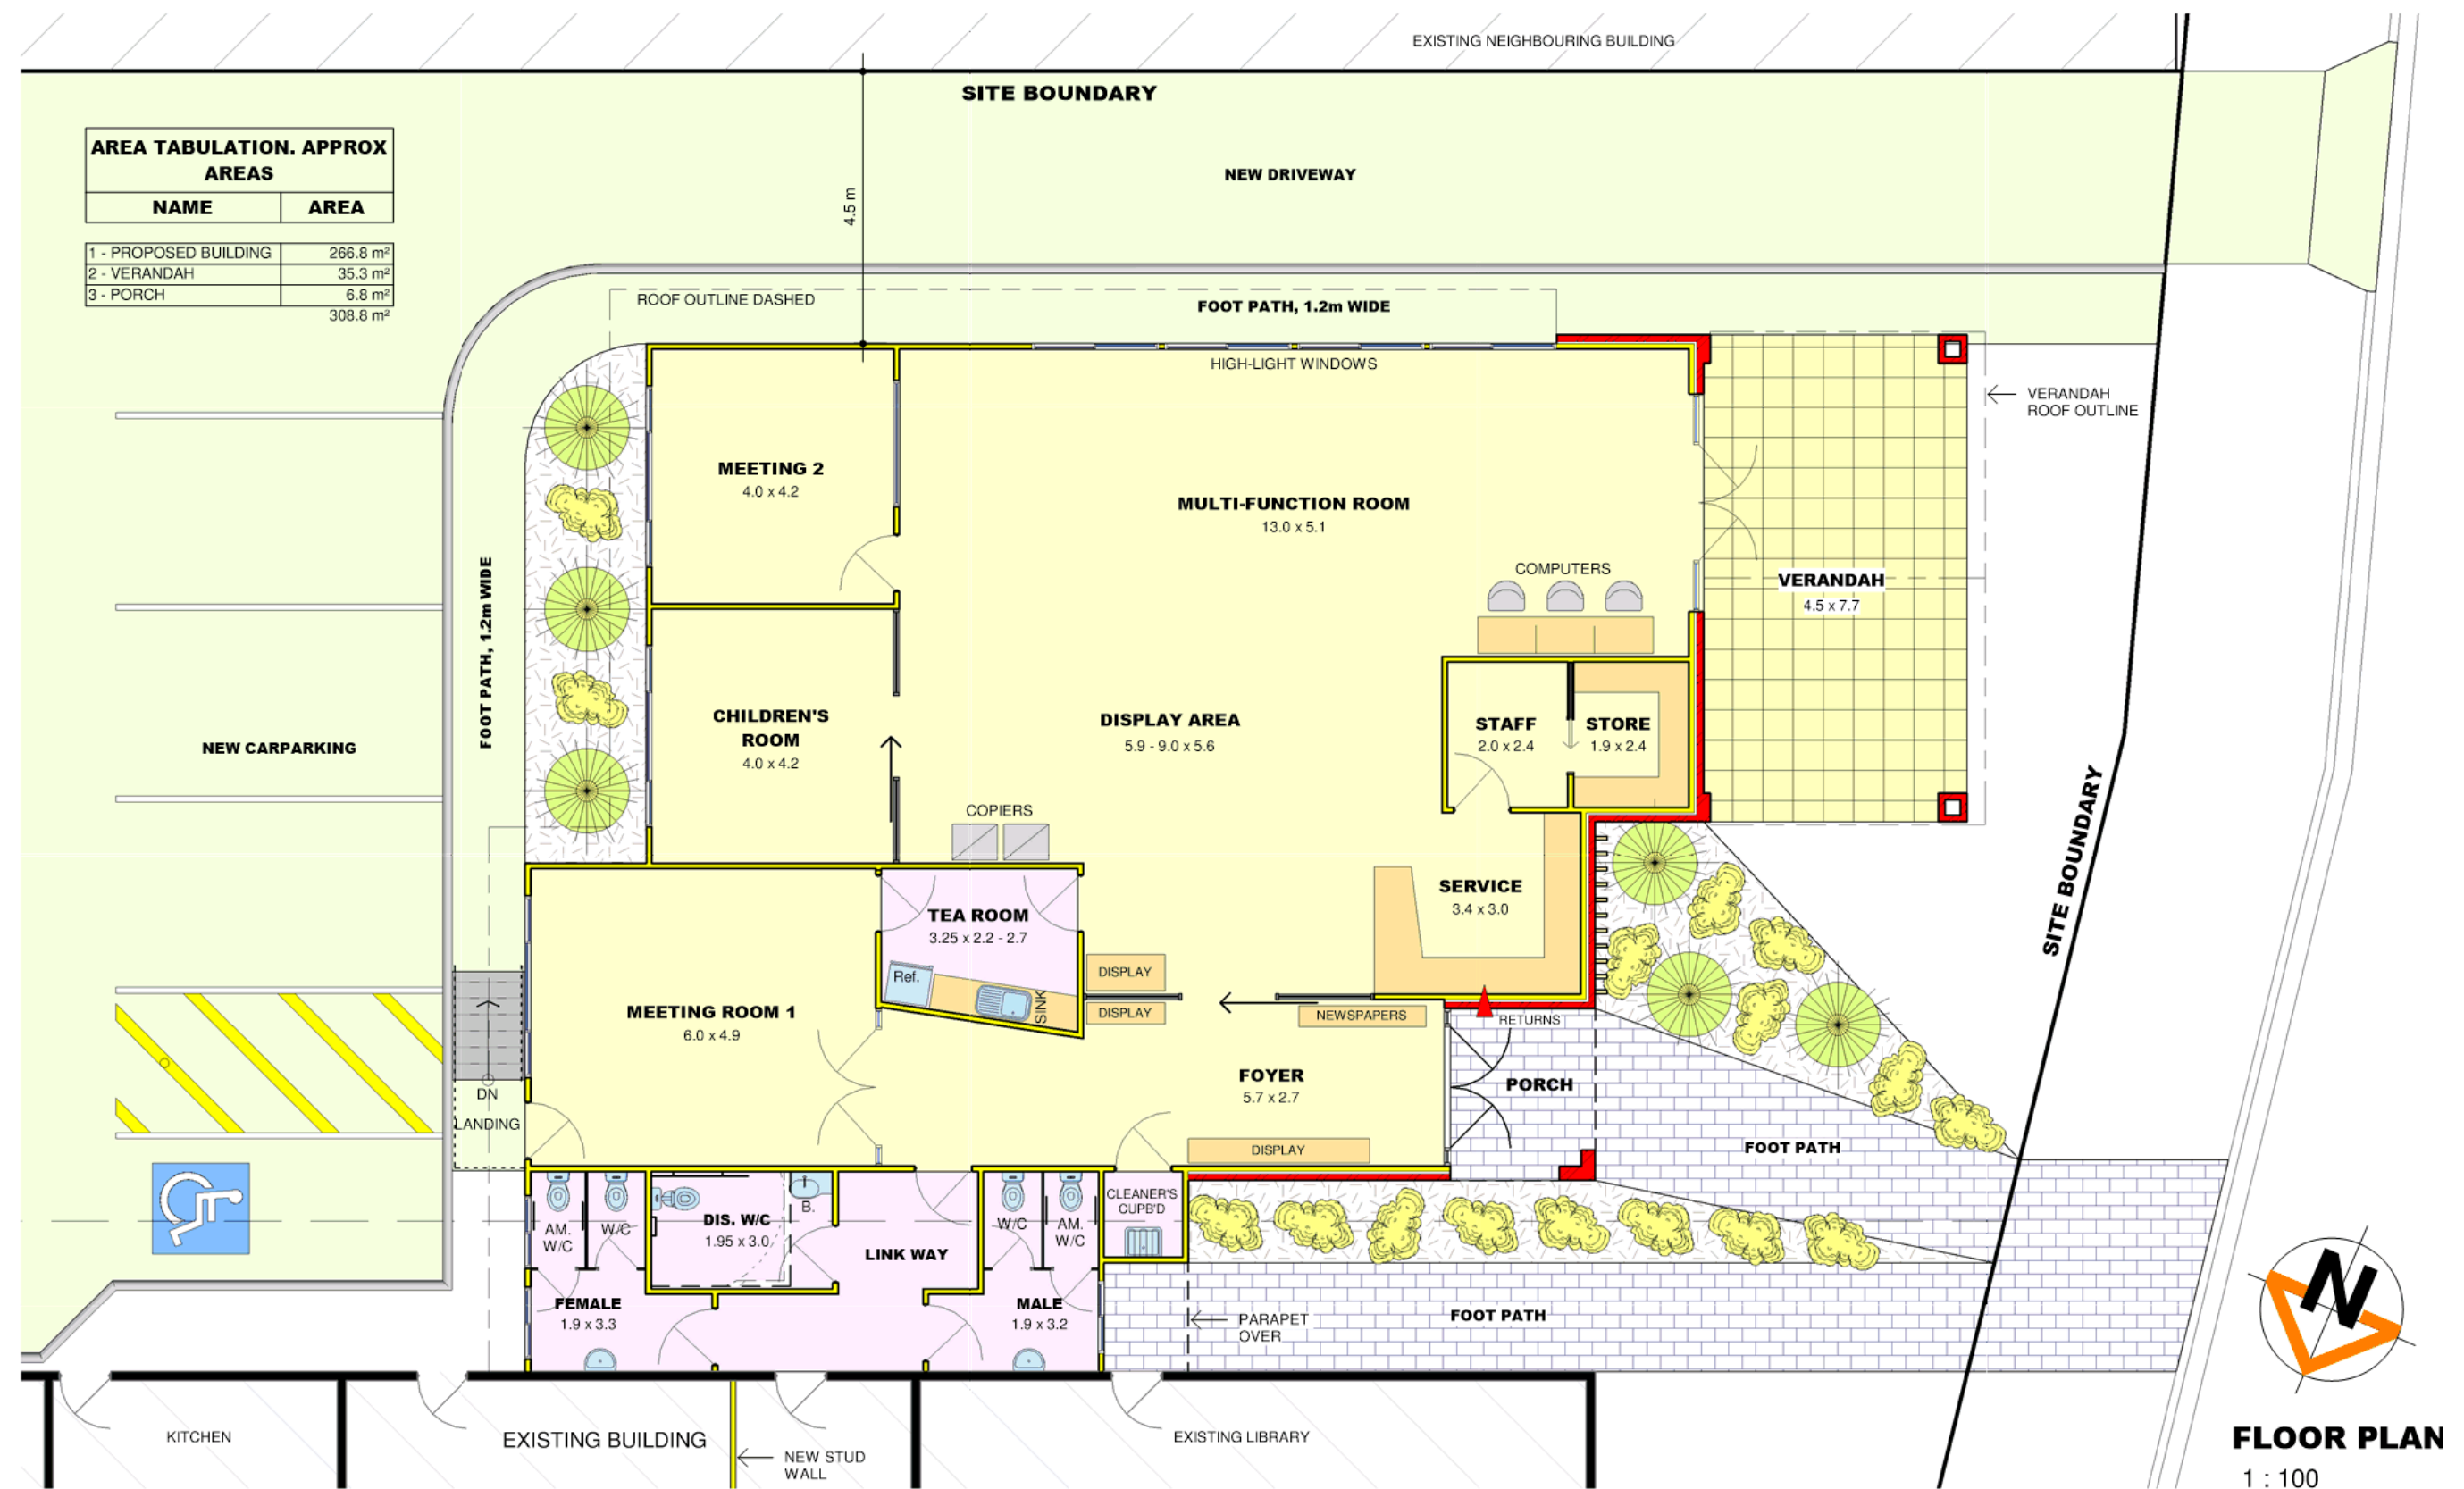 EXISTING NEIGHBOURING BUILDING
SITE BOUNDARY
AREA TABULATION. APPROX
AREAS
NAME AREA
1 - PROPOSED BUILDING 266.8 m²
2 - VERANDAH 35.3 m²
3 - PORCH 6.8 m²
308.8 m²
NEW DRIVEWAY
4.5 m
ROOF OUTLINE DASHED
FOOT PATH, 1.2m WIDE
HIGH-LIGHT WINDOWS
VERANDAH
ROOF OUTLINE
MEETING 2
4.0 x 4.2
MULTI-FUNCTION ROOM
13.0 x 5.1
COMPUTERS
VERANDAH
4.5 x 7.7
FOOT PATH, 1.2m WIDE
NEW CARPARKING
CHILDREN'S
ROOM
4.0 x 4.2
DISPLAY AREA
5.9 - 9.0 x 5.6
STAFF
2.0 x 2.4
STORE
1.9 x 2.4
COPIERS
SITE BOUNDARY
SERVICE
3.4 x 3.0
TEA ROOM
3.25 x 2.2 - 2.7
Ref.
SINK
DISPLAY
DISPLAY
NEWSPAPERS
RETURNS
MEETING ROOM 1
6.0 x 4.9
FOYER
5.7 x 2.7
PORCH
DN
LANDING
DISPLAY
FOOT PATH
AM.
W/C
W/C
DIS. W/C
1.95 x 3.0
B.
LINK WAY
W/C
AM.
W/C
CLEANER'S
CUPB'D
FEMALE
1.9 x 3.3
MALE
1.9 x 3.2
PARAPET
OVER
FOOT PATH
N
KITCHEN
EXISTING BUILDING
NEW STUD
WALL
EXISTING LIBRARY
FLOOR PLAN
1 : 100